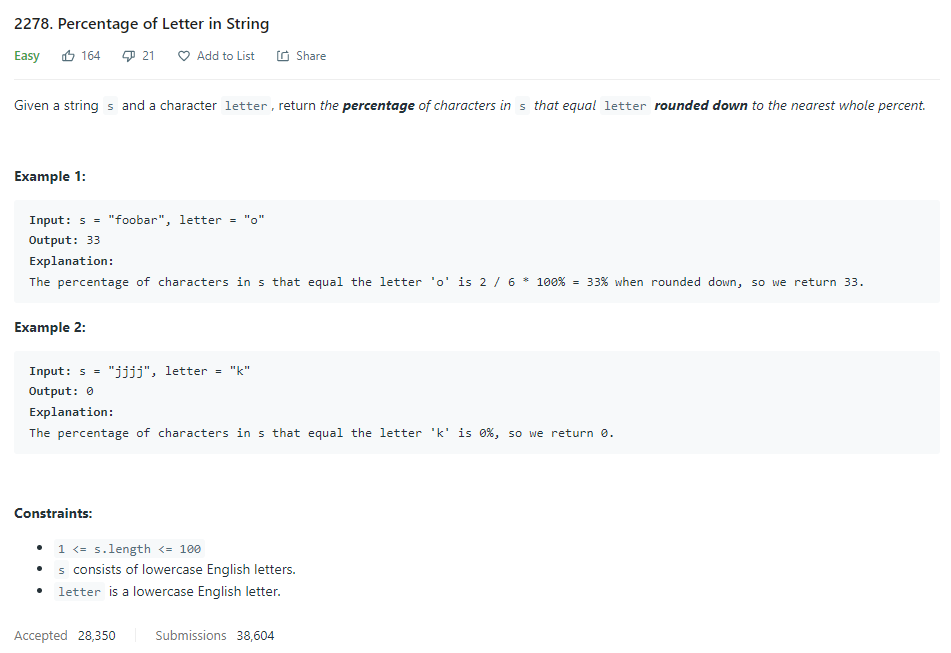 2278. Percentage of Letter in String
Easy 164 21 Add to List Share
Given a string s and a character letter, return the percentage of characters in s that equal letter rounded down to the nearest whole percent.
Example 1:
Input: s = "foobar", letter = "o"
Output: 33
Explanation:
The percentage of characters in s that equal the letter 'o' is 2 / 6 * 100% = 33% when rounded down, so we return 33.
Example 2:
Input: s = "jjjj", letter = "k"
Output: 0
Explanation:
The percentage of characters in s that equal the letter 'k' is 0%, so we return 0.
Constraints:
• 1 <= s.length <= 100
• s consists of lowercase English letters.
• letter is a lowercase English letter.
Accepted 28,350 Submissions 38,604